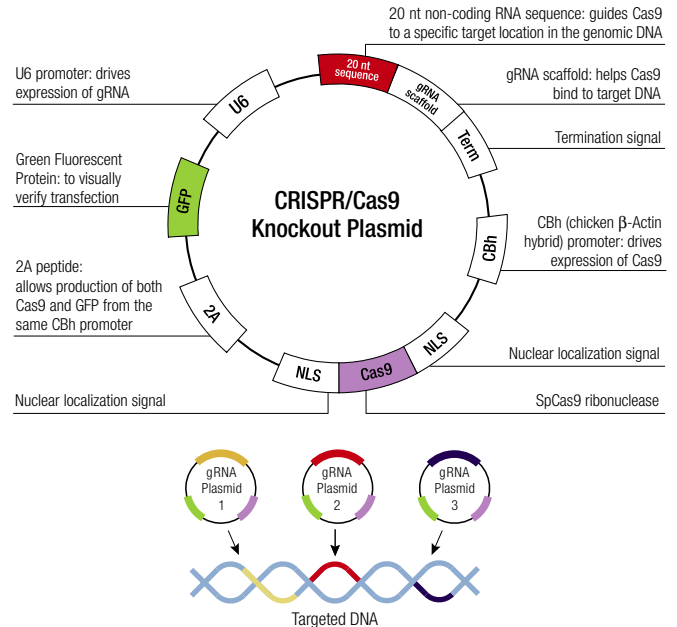 20 nt non-coding RNA sequence: guides Cas9
to a specific target location in the genomic DNA
U6 promoter: drives
expression of gRNA
gRNA scaffold: helps Cas9
bind to target DNA
Termination signal
Green Fluorescent
Protein: to visually
verify transfection
CBh (chicken β-Actin
hybrid) promoter: drives
expression of Cas9
2A peptide:
allows production of both
Cas9 and GFP from the
same CBh promoter
Nuclear localization signal
Nuclear localization signal
SpCas9 ribonuclease
20 nt
sequence
gRNA
scaffold
Term
CBh
NLS
Cas9
NLS
2A
GFP
U6
CRISPR/Cas9
Knockout Plasmid
gRNA
Plasmid
1
gRNA
Plasmid
2
gRNA
Plasmid
3
Targeted DNA